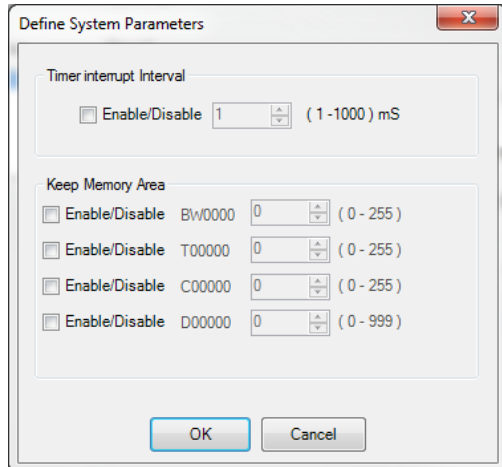 Define System Parameters
Timer interrupt Interval
Enable/Disable 1 ( 1 -1000 ) mS
Keep Memory Area
Enable/Disable BW0000 0 ( 0 - 255 )
Enable/Disable T00000 0 ( 0 - 255 )
Enable/Disable C00000 0 ( 0 - 255 )
Enable/Disable D00000 0 ( 0 - 999 )
OK Cancel